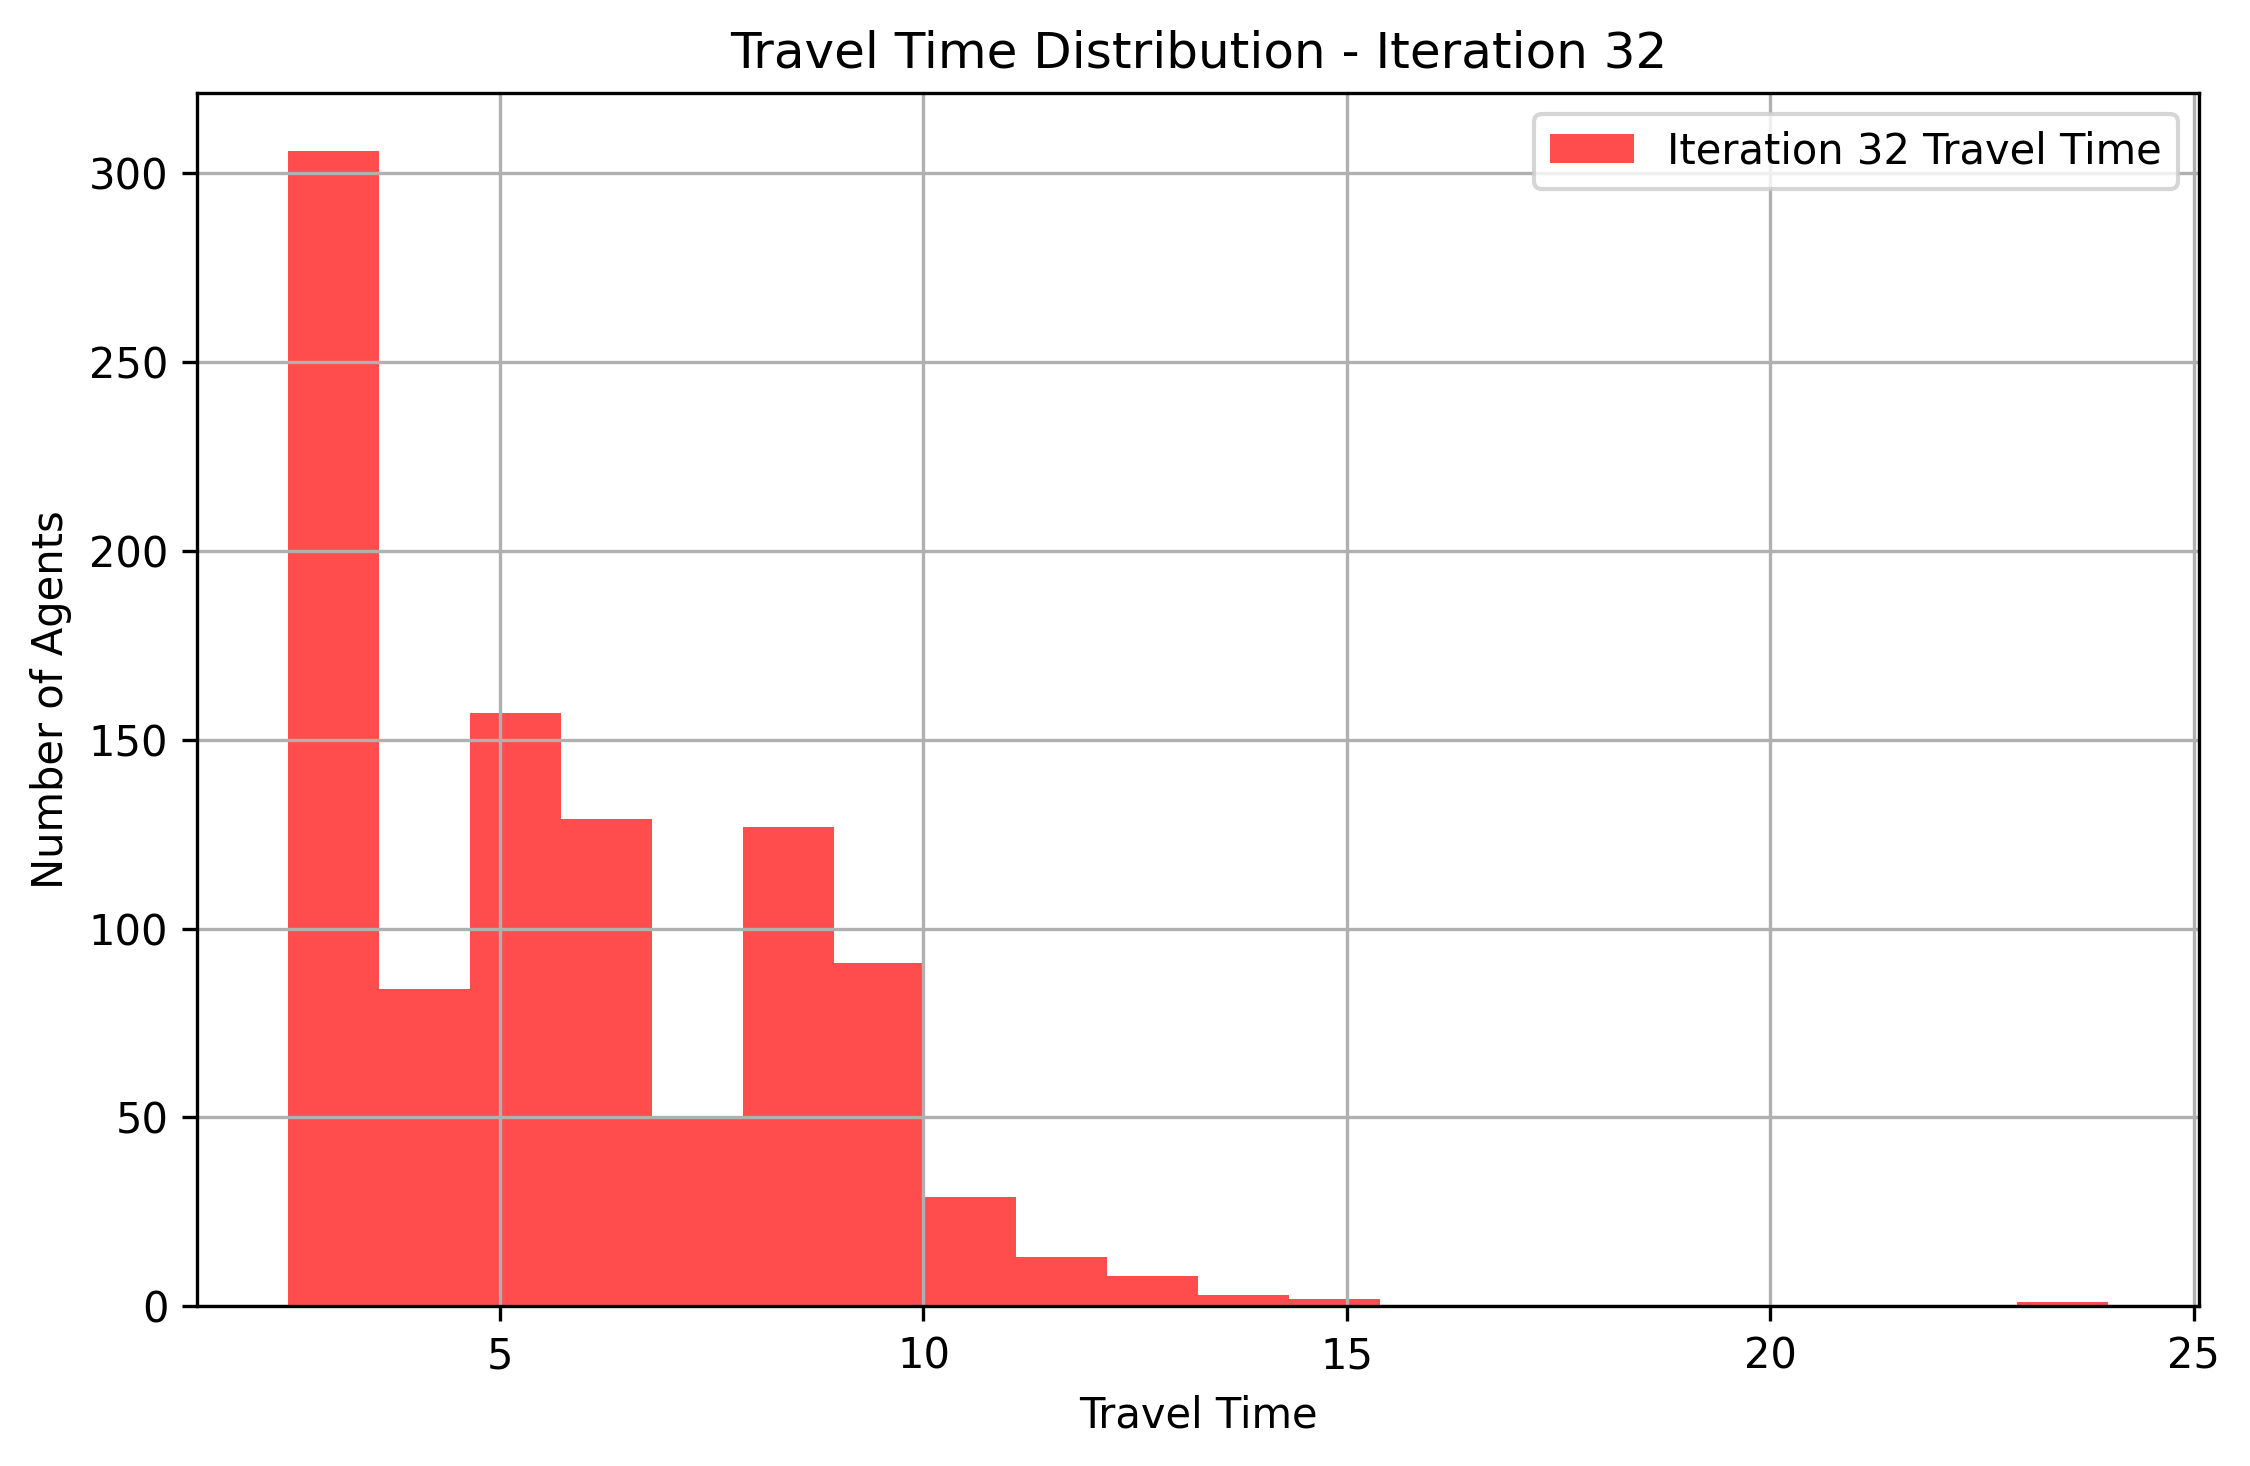 Travel Time Distribution - Iteration 32
Iteration 32 Travel Time
Number of Agents
300
250
200
150
100
50
0
5 10 15 20 25
Travel Time